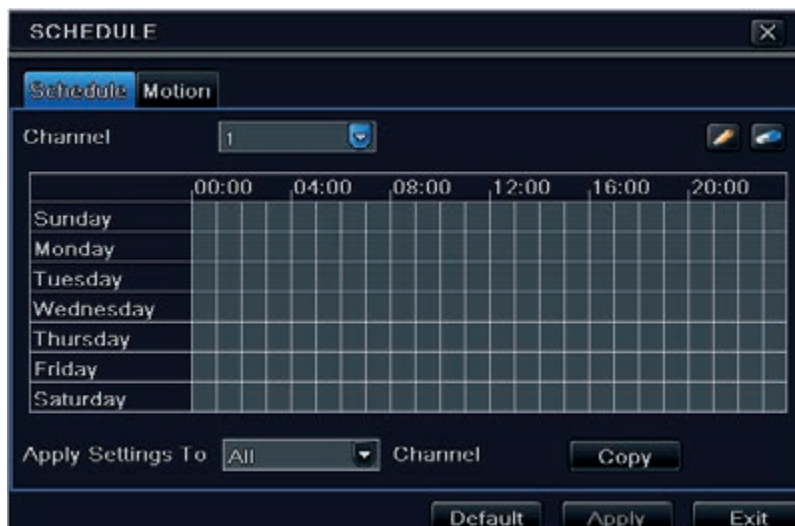 SCHEDULE
Schedule Motion
Channel 1
00:00 04:00 08:00 12:00 16:00 20:00
Sunday
Monday
Tuesday
Wednesday
Thursday
Friday
Saturday
Apply Settings To All Channel Copy
Default Apply Exit